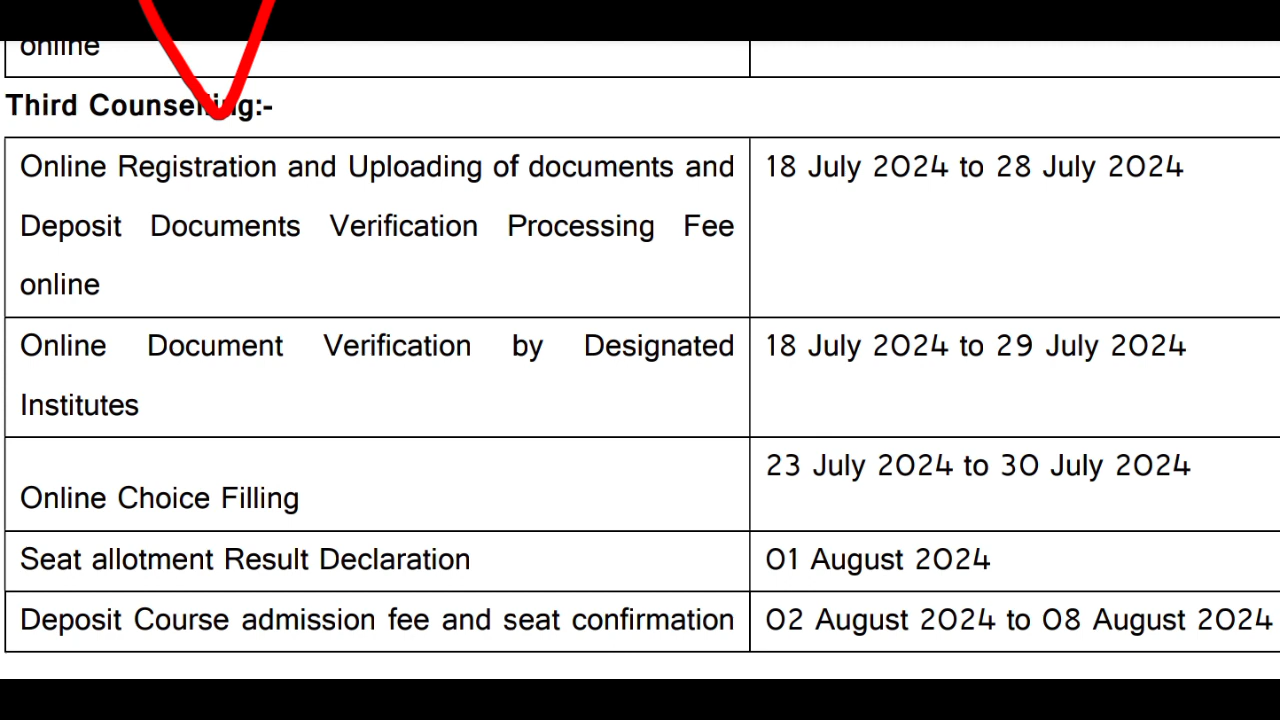 online
Third Counselling:-
Online Registration and Uploading of documents and
Deposit Documents Verification Processing Fee
online
18 July 2024 to 28 July 2024
Online Document Verification by Designated
Institutes
18 July 2024 to 29 July 2024
Online Choice Filling
23 July 2024 to 30 July 2024
Seat allotment Result Declaration
01 August 2024
Deposit Course admission fee and seat confirmation
02 August 2024 to 08 August 2024